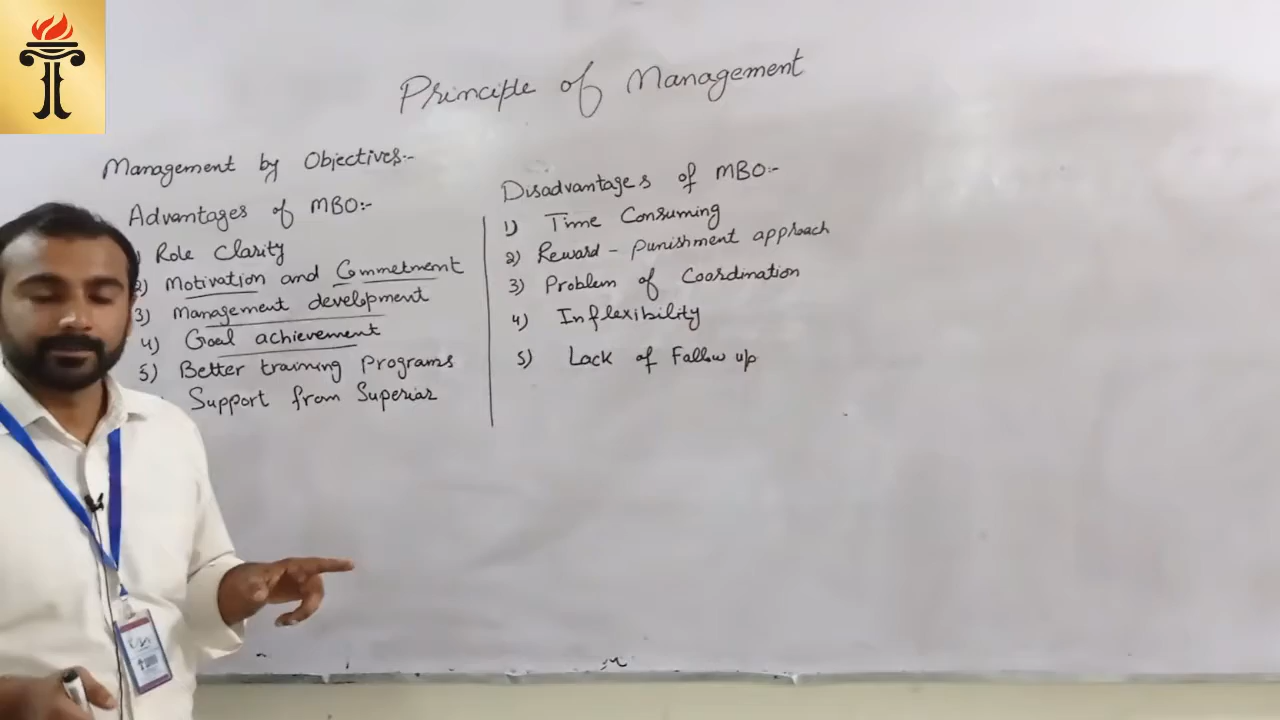 Principle of Management
Management by Objectives:-
Advantages of MBO:-
) Role Clarity
2) Motivation and Commetment
3) Management development
4) Goal achievement
5) Better training Programs
Support from Superiar
Disadvantages of MBO:-
1) Time Consuming
2) Reward - Punishment approach
3) Problem of Coordination
4) Inflexibility
5) Lack of Fallow up